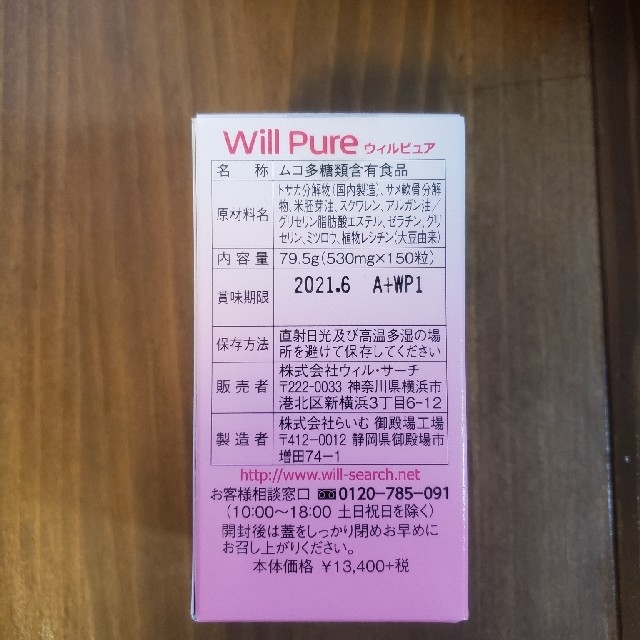 Will Pure ウィルピュア
名 称 ムコ多糖類含有食品
原材料名 トサカ分解物(国内製造)、サメ軟骨分解
物、米胚芽油、スクワレン、アルガン油/
グリセリン脂肪酸エステル、ゼラチン、グリ
セリン、ミツロウ、植物レシチン(大豆由来)
内容量 79.5g(530mg×150粒)
賞味期限 2021.6 A+WP1
保存方法 直射日光及び高温多湿の場
所を避けて保存してください
販売者 株式会社ウィル・サーチ
〒222-0033 神奈川県横浜市
港北区新横浜3丁目6-12
製造者 株式会社らいむ 御殿場工場
〒412-0012 静岡県御殿場市
増田74-1
http://www.will-search.net
お客様相談窓口 0120-785-091
(10:00〜18:00 土日祝日を除く)
開封後は蓋をしっかり閉めお早めに
お召し上がりください。
本体価格 ¥13,400+税